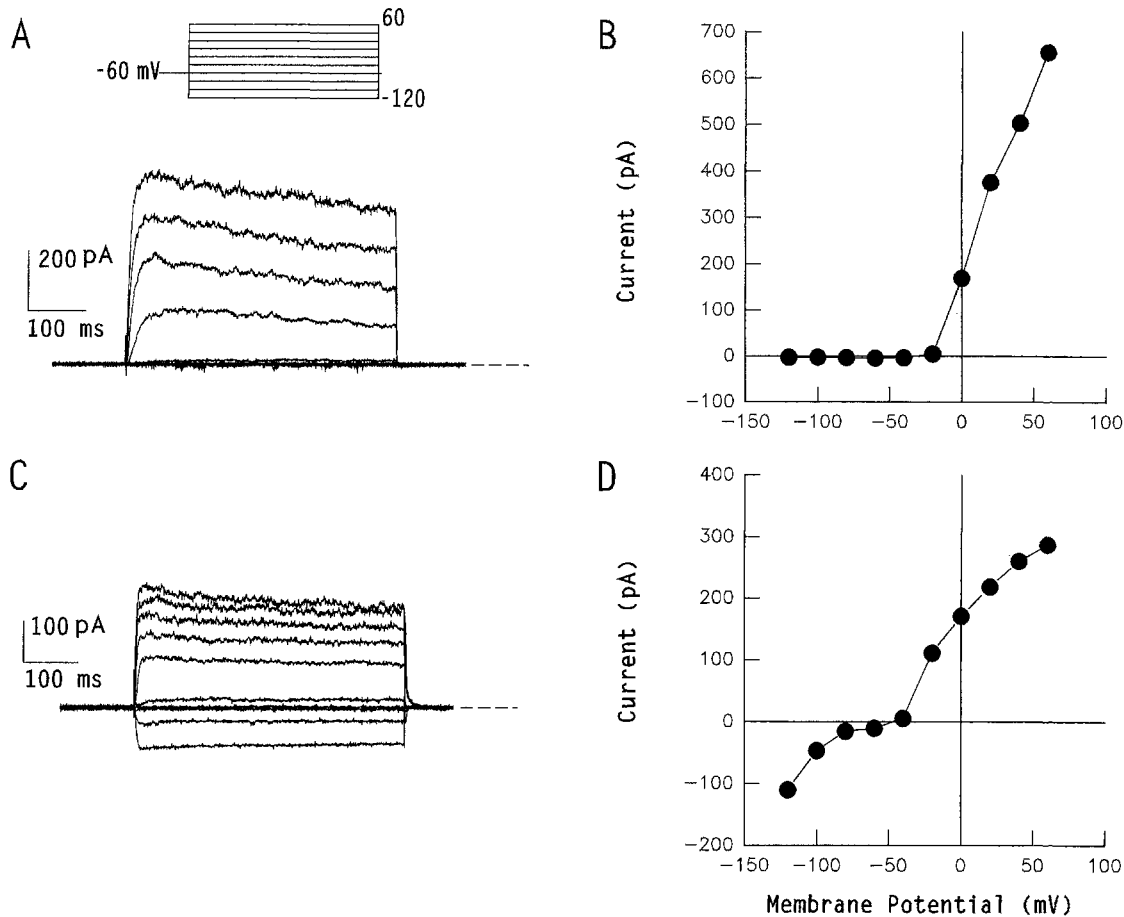 A
60
-60 mV
-120
200 pA
100 ms
B
700
600
500
400
300
200
100
0
-100
Current (pA)
-150 -100 -50 0 50 100
C
100 pA
100 ms
D
400
300
200
100
0
-100
-200
Current (pA)
-150 -100 -50 0 50 100
Membrane Potential (mV)